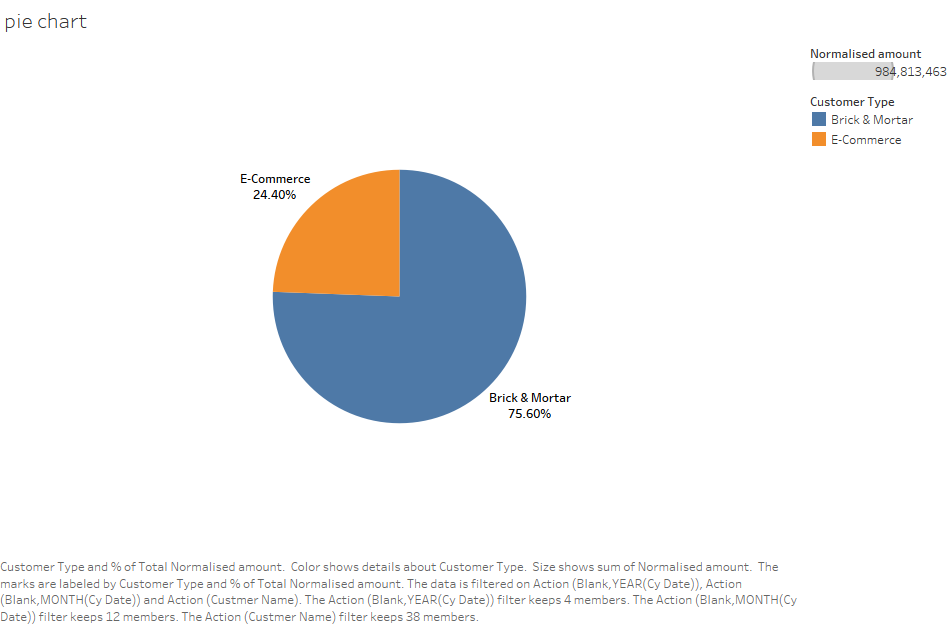 pie chart
Normalised amount
984,813,463
Customer Type
Brick & Mortar
E-Commerce
E-Commerce
24.40%
Brick & Mortar
75.60%
Customer Type and % of Total Normalised amount.  Color shows details about Customer Type.  Size shows sum of Normalised amount.  The
marks are labeled by Customer Type and % of Total Normalised amount. The data is filtered on Action (Blank,YEAR(Cy Date)), Action
(Blank,MONTH(Cy Date)) and Action (Custmer Name). The Action (Blank,YEAR(Cy Date)) filter keeps 4 members. The Action (Blank,MONTH(Cy
Date)) filter keeps 12 members. The Action (Custmer Name) filter keeps 38 members.